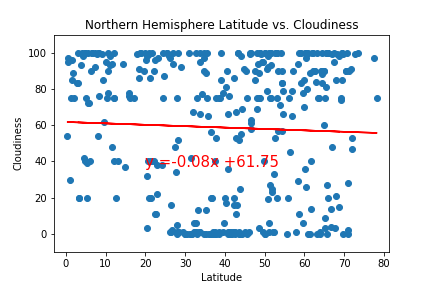 Northern Hemisphere Latitude vs. Cloudiness
100
80
60
40
20
0
Cloudiness
y =-0.08x +61.75
0 10 20 30 40 50 60 70 80
Latitude